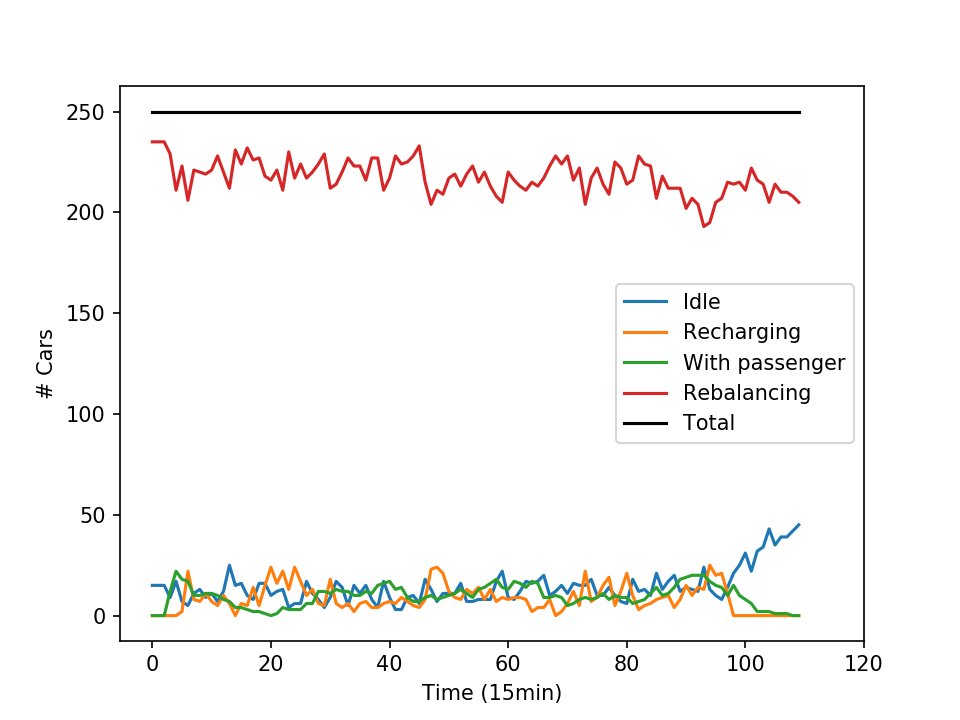 250
200
150
100
50
0
# Cars
Idle
Recharging
With passenger
Rebalancing
Total
0 20 40 60 80 100 120
Time (15min)